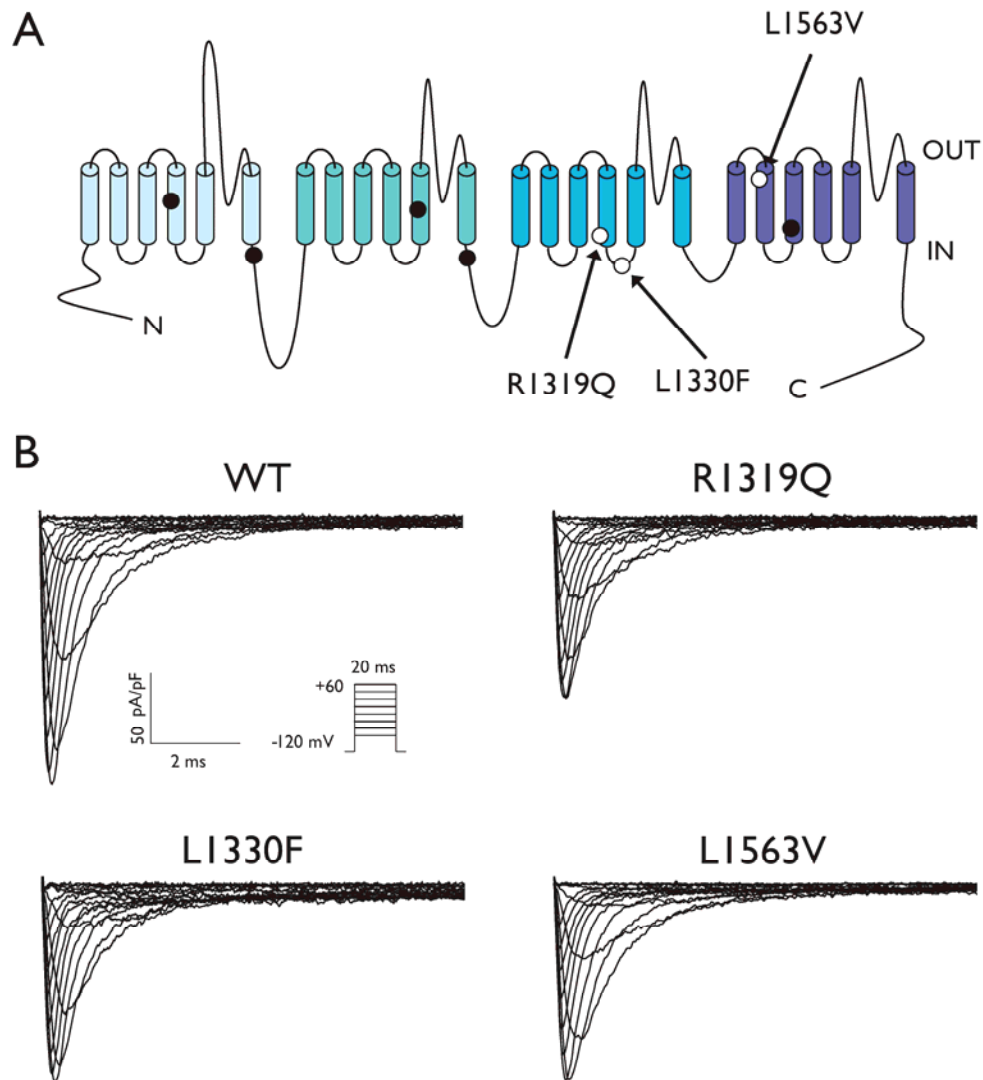 A
L1563V
OUT
IN
N
R1319Q
L1330F
C
B
WT
R1319Q
50 pA/pF
2 ms
20 ms
+60
-120 mV
L1330F
L1563V